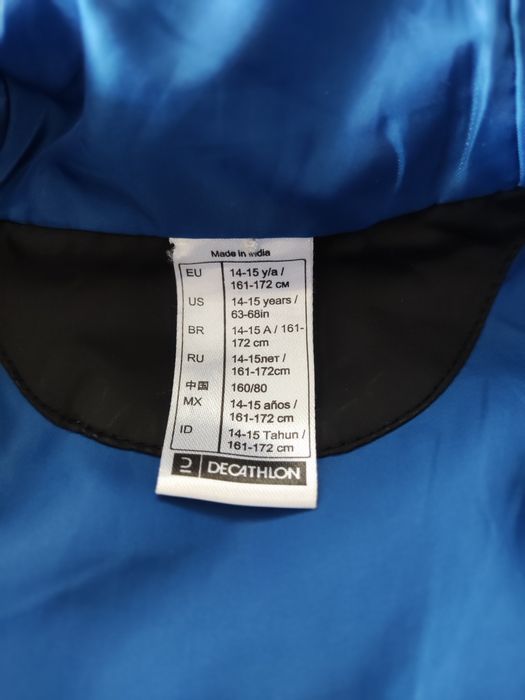 Made in India
EU 14-15 y/a /
161-172 CM
US 14-15 years /
63-68in
BR 14-15 A / 161-
172 cm
RU 14-15лет /
161-172cm
中国 160/80
MX 14-15 años /
161-172 cm
ID 14-15 Tahun /
161-172 cm
DECATHLON